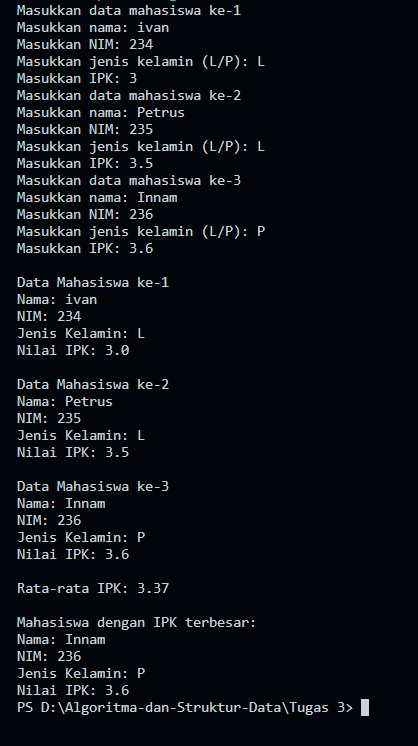 Masukkan data mahasiswa ke-1
Masukkan nama: ivan
Masukkan NIM: 234
Masukkan jenis kelamin (L/P): L
Masukkan IPK: 3
Masukkan data mahasiswa ke-2
Masukkan nama: Petrus
Masukkan NIM: 235
Masukkan jenis kelamin (L/P): L
Masukkan IPK: 3.5
Masukkan data mahasiswa ke-3
Masukkan nama: Innam
Masukkan NIM: 236
Masukkan jenis kelamin (L/P): P
Masukkan IPK: 3.6
Data Mahasiswa ke-1
Nama: ivan
NIM: 234
Jenis Kelamin: L
Nilai IPK: 3.0
Data Mahasiswa ke-2
Nama: Petrus
NIM: 235
Jenis Kelamin: L
Nilai IPK: 3.5
Data Mahasiswa ke-3
Nama: Innam
NIM: 236
Jenis Kelamin: P
Nilai IPK: 3.6
Rata-rata IPK: 3.37
Mahasiswa dengan IPK terbesar:
Nama: Innam
NIM: 236
Jenis Kelamin: P
Nilai IPK: 3.6
PS D:\Algoritma-dan-Struktur-Data\Tugas 3>